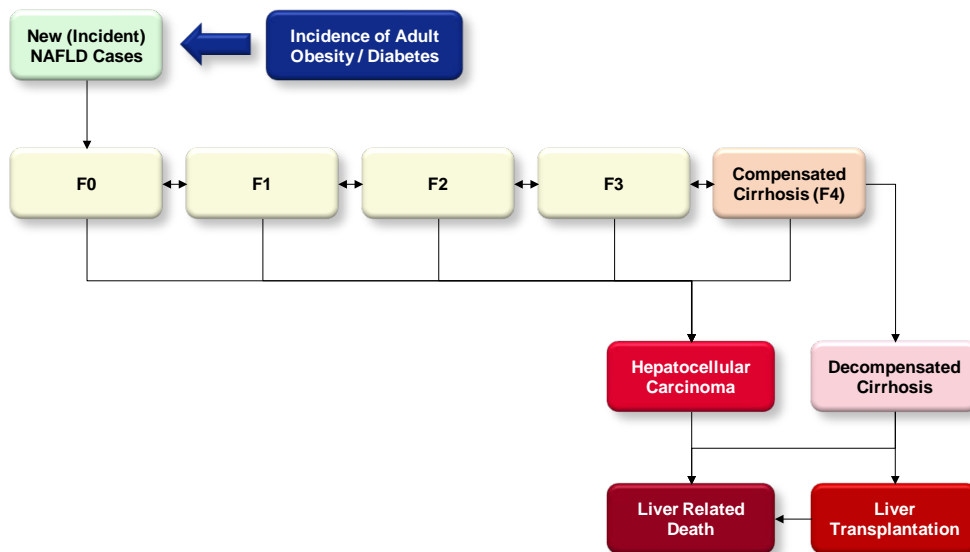 New (Incident)
NAFLD Cases
Incidence of Adult
Obesity / Diabetes
F0
F1
F2
F3
Compensated
Cirrhosis (F4)
Hepatocellular
Carcinoma
Decompensated
Cirrhosis
Liver Related
Death
Liver
Transplantation